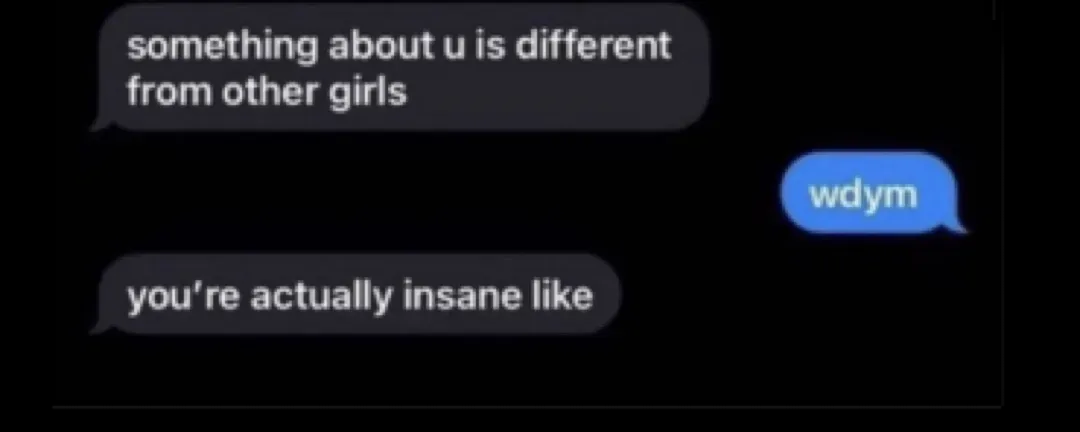 something about u is different
from other girls
wdym
you’re actually insane like